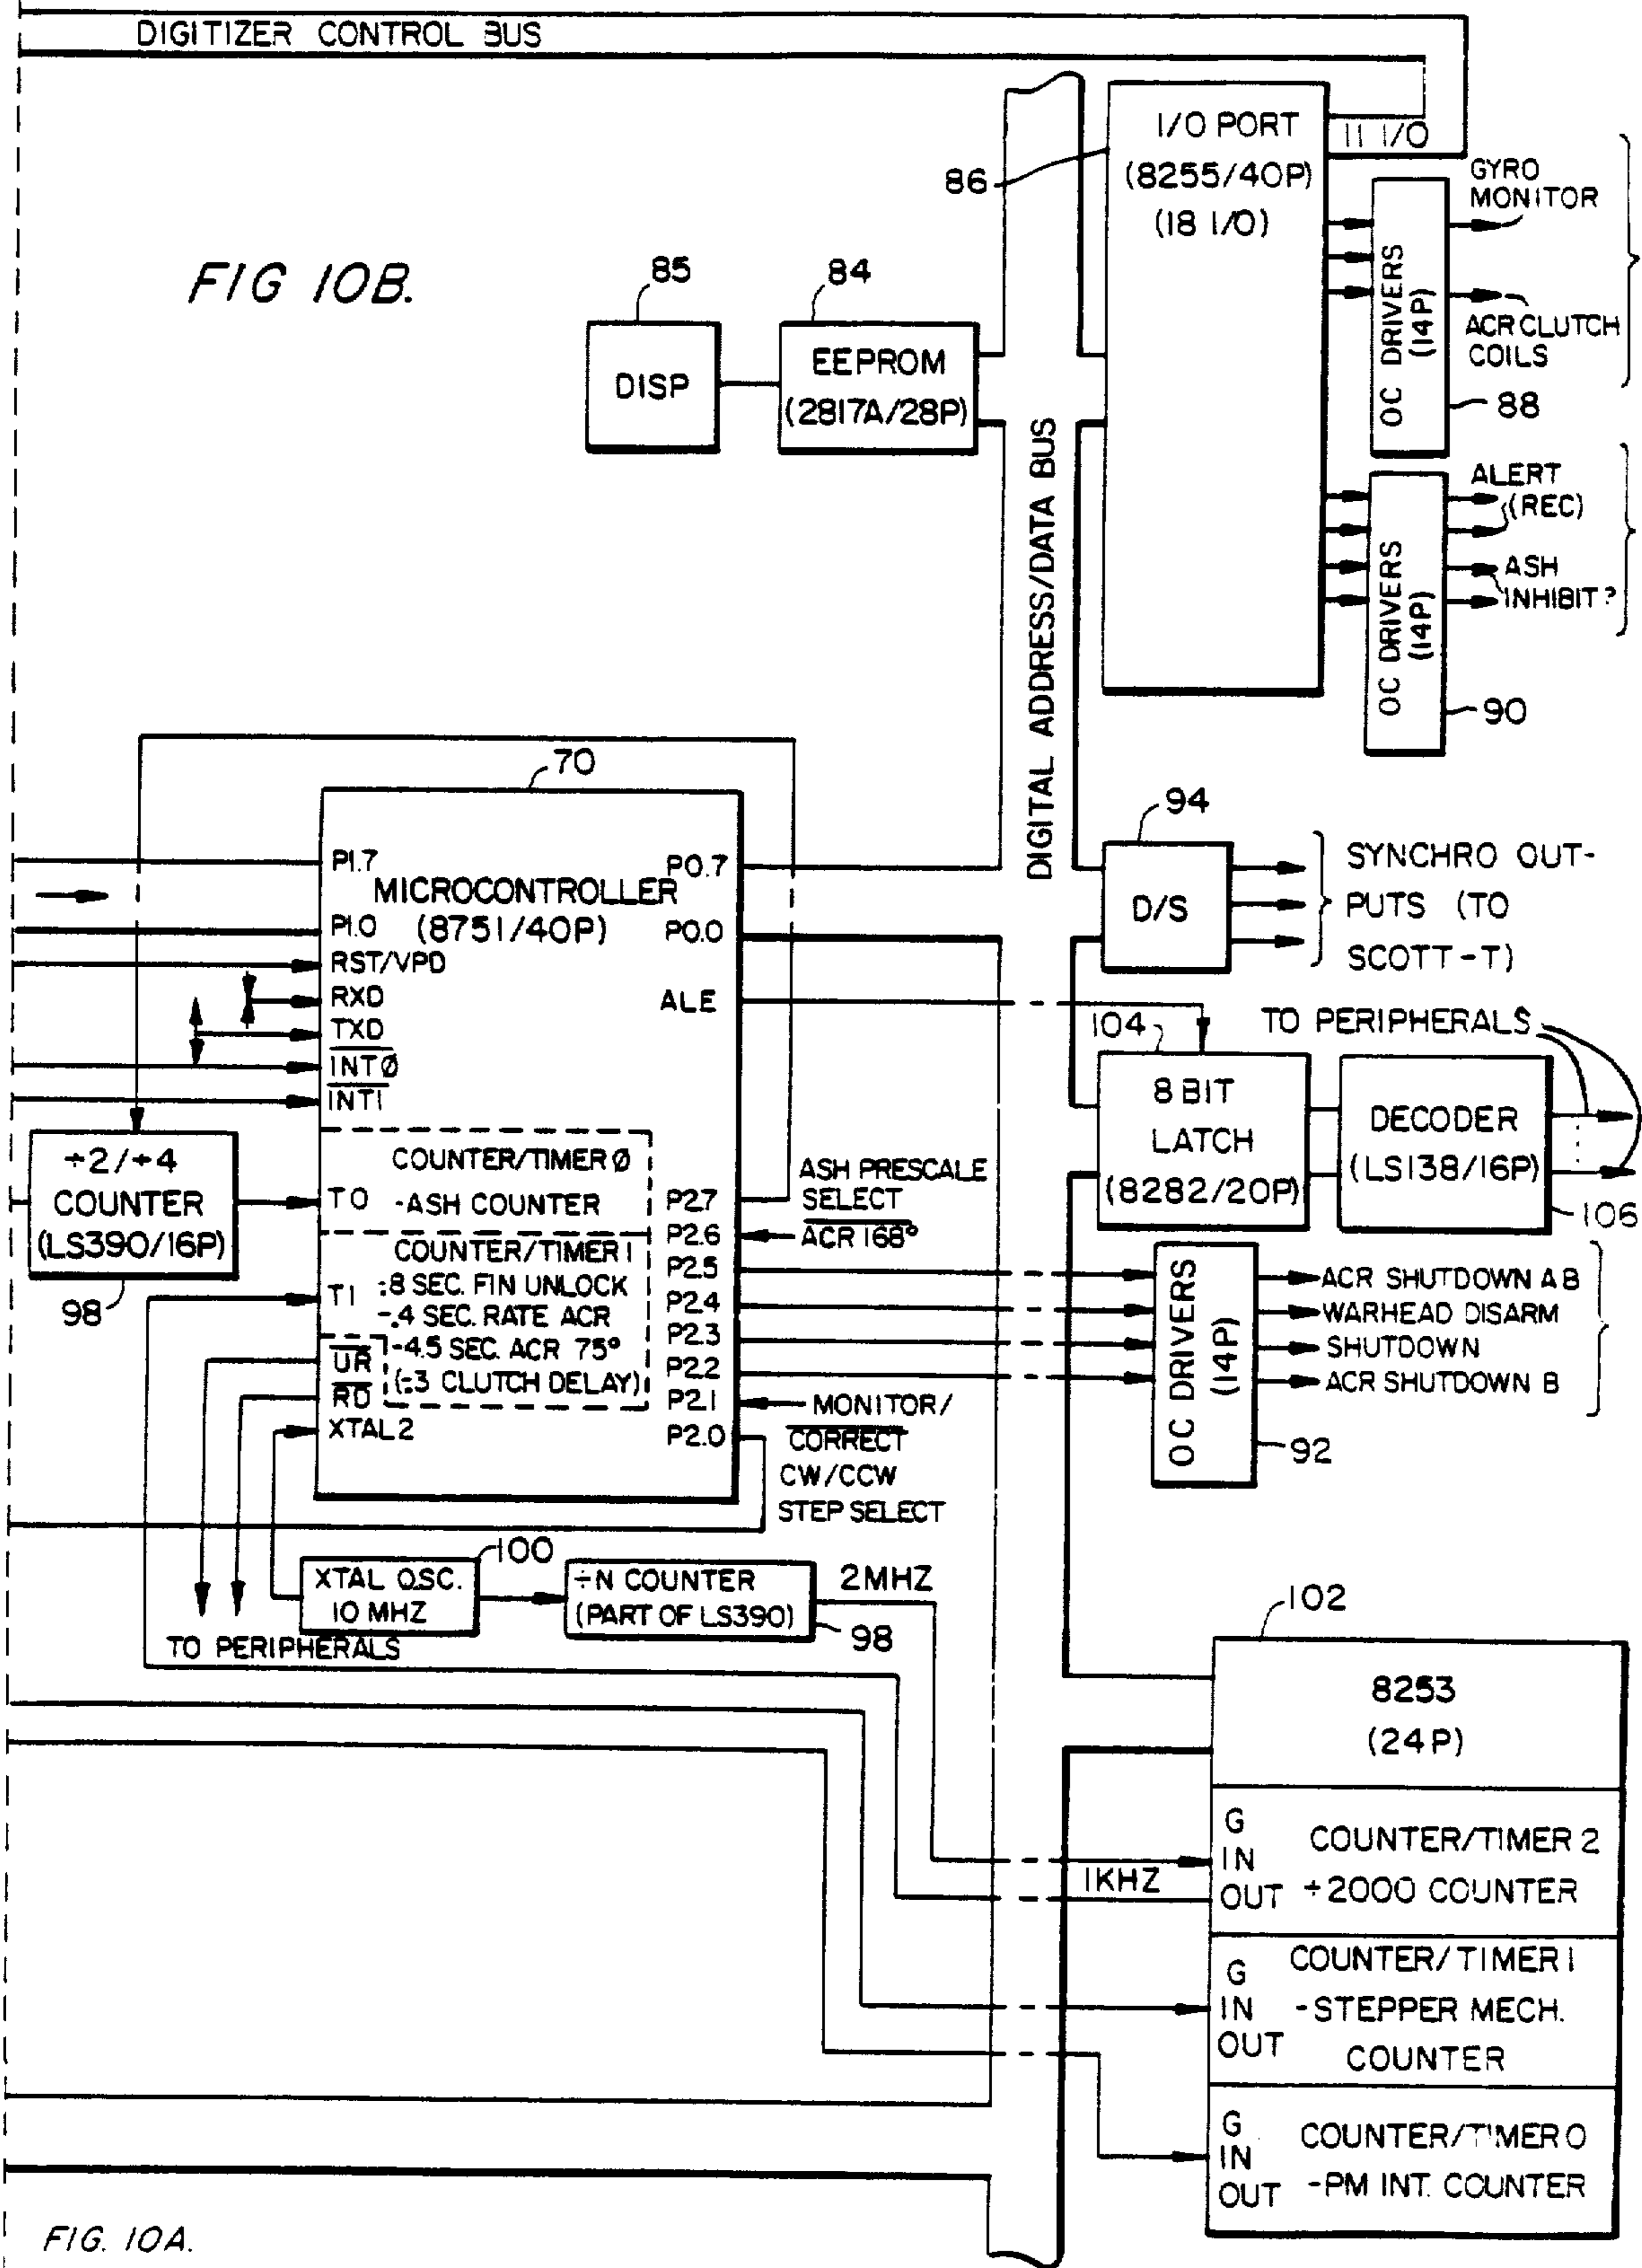 DIGITIZER CONTROL BUS
I/O PORT
(8255/40P)
(18 I/O)
11 I/O
86
GYRO
MONITOR
OC DRIVERS
(14P)
ACR CLUTCH
COILS
88
FIG 10B.
85
DISP
84
EEPROM
(2817A/28P)
DIGITAL ADDRESS/DATA BUS
ALERT
(REC)
ASH
INHIBIT?
OC DRIVERS
(14P)
90
70
P1.7
P0.7
MICROCONTROLLER
(8751/40P)
P1.0
P0.0
RST/VPD
RXD
ALE
TXD
INTØ
INT1
94
D/S
SYNCHRO OUT-
PUTS (TO
SCOTT-T)
TO PERIPHERALS
104
8 BIT
LATCH
(8282/20P)
DECODER
(LS138/16P)
106
÷2/÷4
COUNTER
(LS390/16P)
98
COUNTER/TIMER Ø
T0
-ASH COUNTER
P2.7
ASH PRESCALE
SELECT
P2.6
ACR 168°
COUNTER/TIMER 1
P2.5
T1
-.8 SEC. FIN UNLOCK
P2.4
-.4 SEC. RATE ACR
P2.3
UR
-4.5 SEC. ACR 75°
P2.2
RD
(-.3 CLUTCH DELAY)
P2.1
MONITOR/
CORRECT
XTAL2
P2.0
CW/CCW
STEP SELECT
OC DRIVERS
(14P)
ACR SHUTDOWN AB
WARHEAD DISARM
SHUTDOWN
ACR SHUTDOWN B
92
XTAL OSC.
10 MHZ
100
÷N COUNTER
(PART OF LS390)
2MHZ
98
TO PERIPHERALS
102
8253
(24P)
G
IN
OUT
COUNTER/TIMER 2
÷2000 COUNTER
1KHZ
G
IN
OUT
COUNTER/TIMER 1
-STEPPER MECH.
COUNTER
G
IN
OUT
COUNTER/TIMER 0
-PM INT. COUNTER
FIG. 10A.